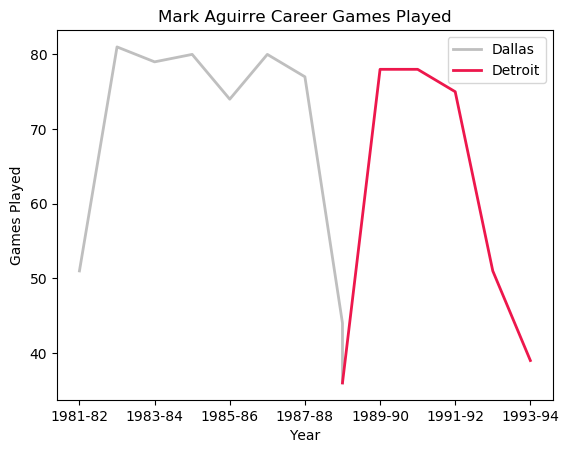 Mark Aguirre Career Games Played
Dallas
Detroit
80
70
60
50
40
Games Played
1981-82 1983-84 1985-86 1987-88 1989-90 1991-92 1993-94
Year